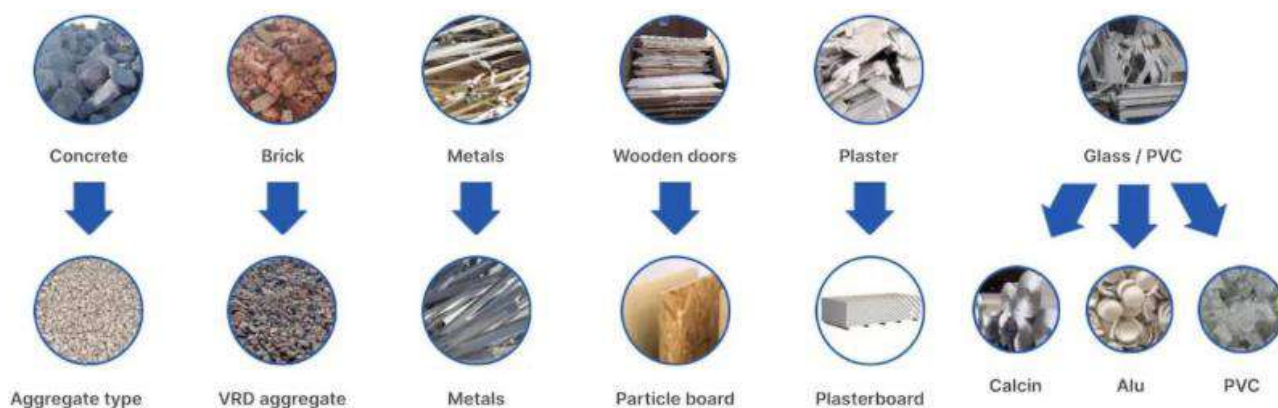 Concrete
Brick
Metals
Wooden doors
Plaster
Glass / PVC
Aggregate type
VRD aggregate
Metals
Particle board
Plasterboard
Calcin
Alu
PVC